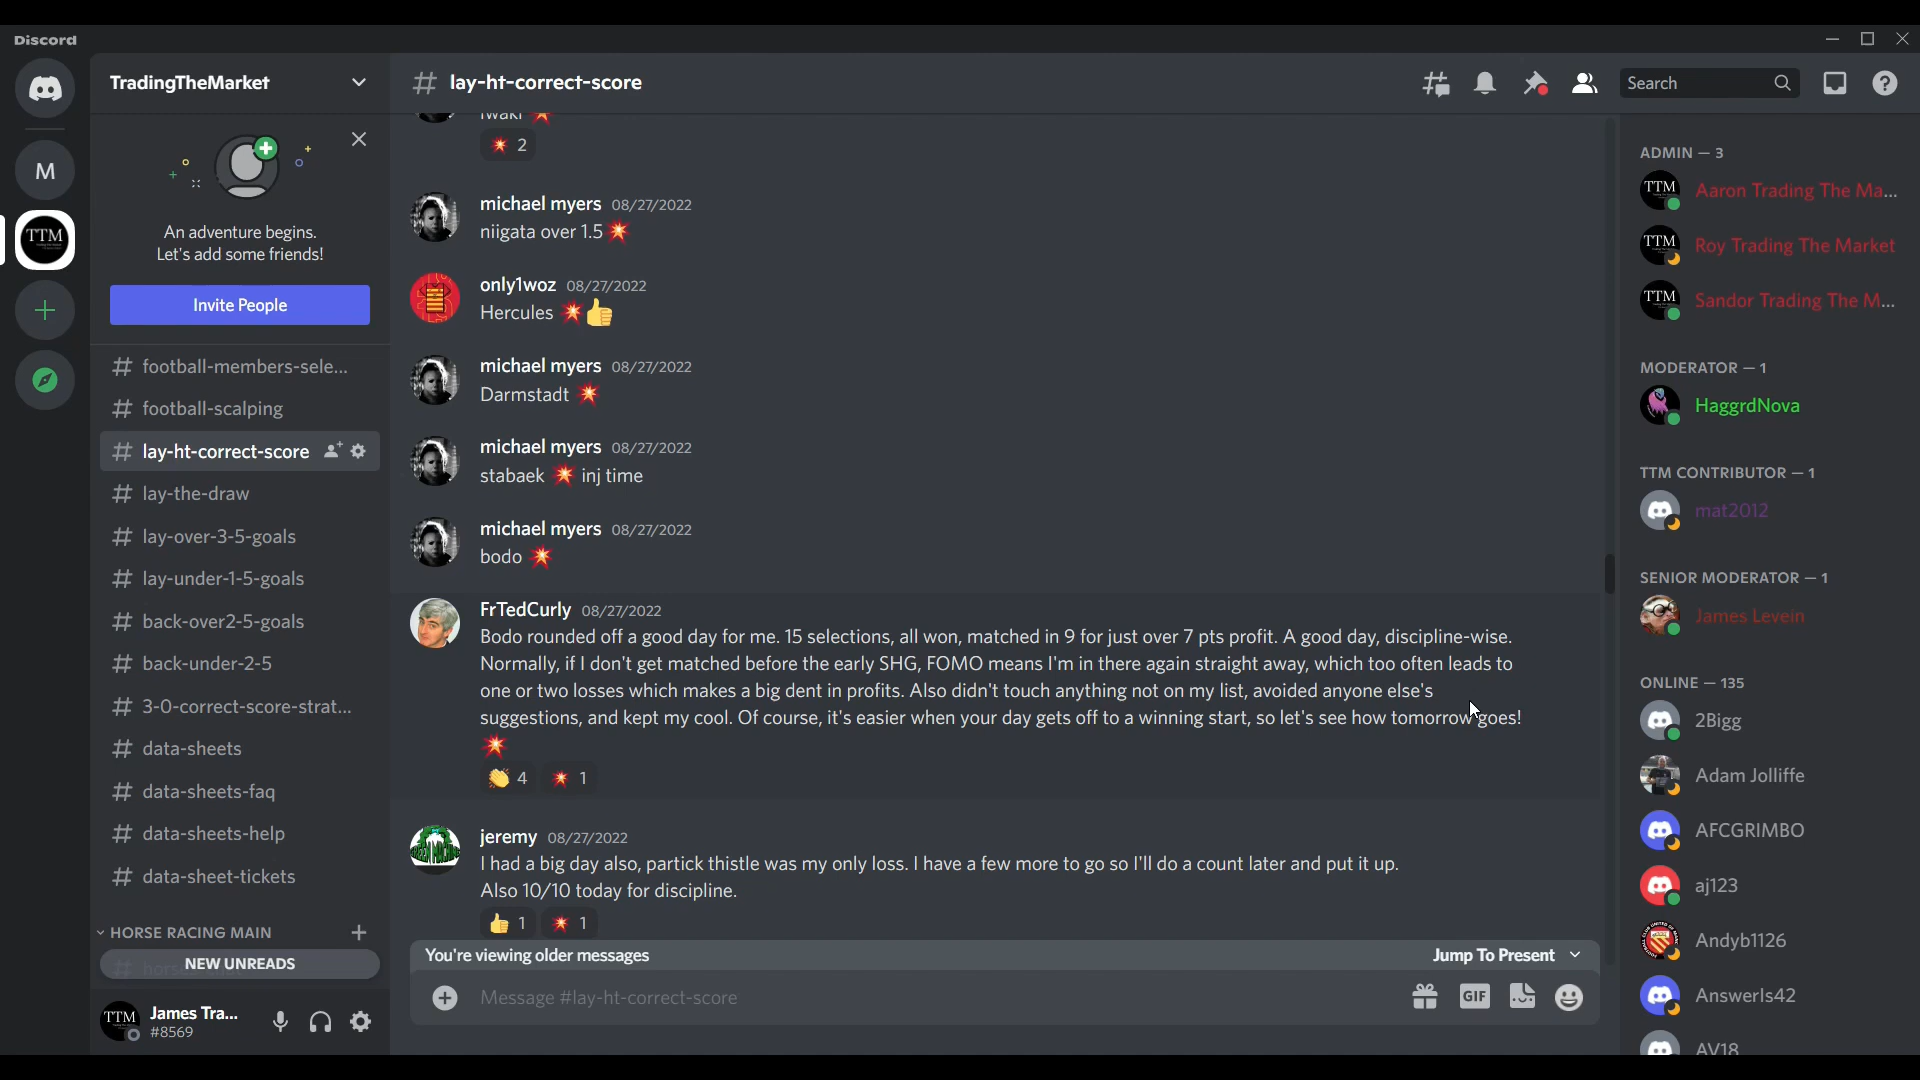 Discord
TradingTheMarket
An adventure begins.
Let's add some friends!
Invite People
football-members-sele...
football-scalping
lay-ht-correct-score
lay-the-draw
lay-over-3-5-goals
lay-under-1-5-goals
back-over2-5-goals
back-under-2-5
3-0-correct-score-strat...
data-sheets
data-sheets-faq
data-sheets-help
data-sheet-tickets
HORSE RACING MAIN
NEW UNREADS
James Tra...
#8569
M
TTM
TTM
# lay-ht-correct-score
Search
Iwaki
2
michael myers 08/27/2022
niigata over 1.5 💥
only1woz 08/27/2022
Hercules 💥👍
michael myers 08/27/2022
Darmstadt 💥
michael myers 08/27/2022
stabaek 💥 inj time
michael myers 08/27/2022
bodo 💥
FrTedCurly 08/27/2022
Bodo rounded off a good day for me. 15 selections, all won, matched in 9 for just over 7 pts profit. A good day, discipline-wise.
Normally, if I don't get matched before the early SHG, FOMO means I'm in there again straight away, which too often leads to
one or two losses which makes a big dent in profits. Also didn't touch anything not on my list, avoided anyone else's
suggestions, and kept my cool. Of course, it's easier when your day gets off to a winning start, so let's see how tomorrow goes!
💥
👏 4 💥 1
jeremy 08/27/2022
I had a big day also, partick thistle was my only loss. I have a few more to go so I'll do a count later and put it up.
Also 10/10 today for discipline.
👍 1 💥 1
You're viewing older messages
Jump To Present
Message #lay-ht-correct-score
GIF
ADMIN — 3
TTM
Aaron Trading The Ma...
TTM
Roy Trading The Market
TTM
Sandor Trading The M...
MODERATOR — 1
HaggrdNova
TTM CONTRIBUTOR — 1
mat2012
SENIOR MODERATOR — 1
James Levein
ONLINE — 135
2Bigg
Adam Jolliffe
AFCGRIMBO
aj123
Andyb1126
Answerls42
AV18